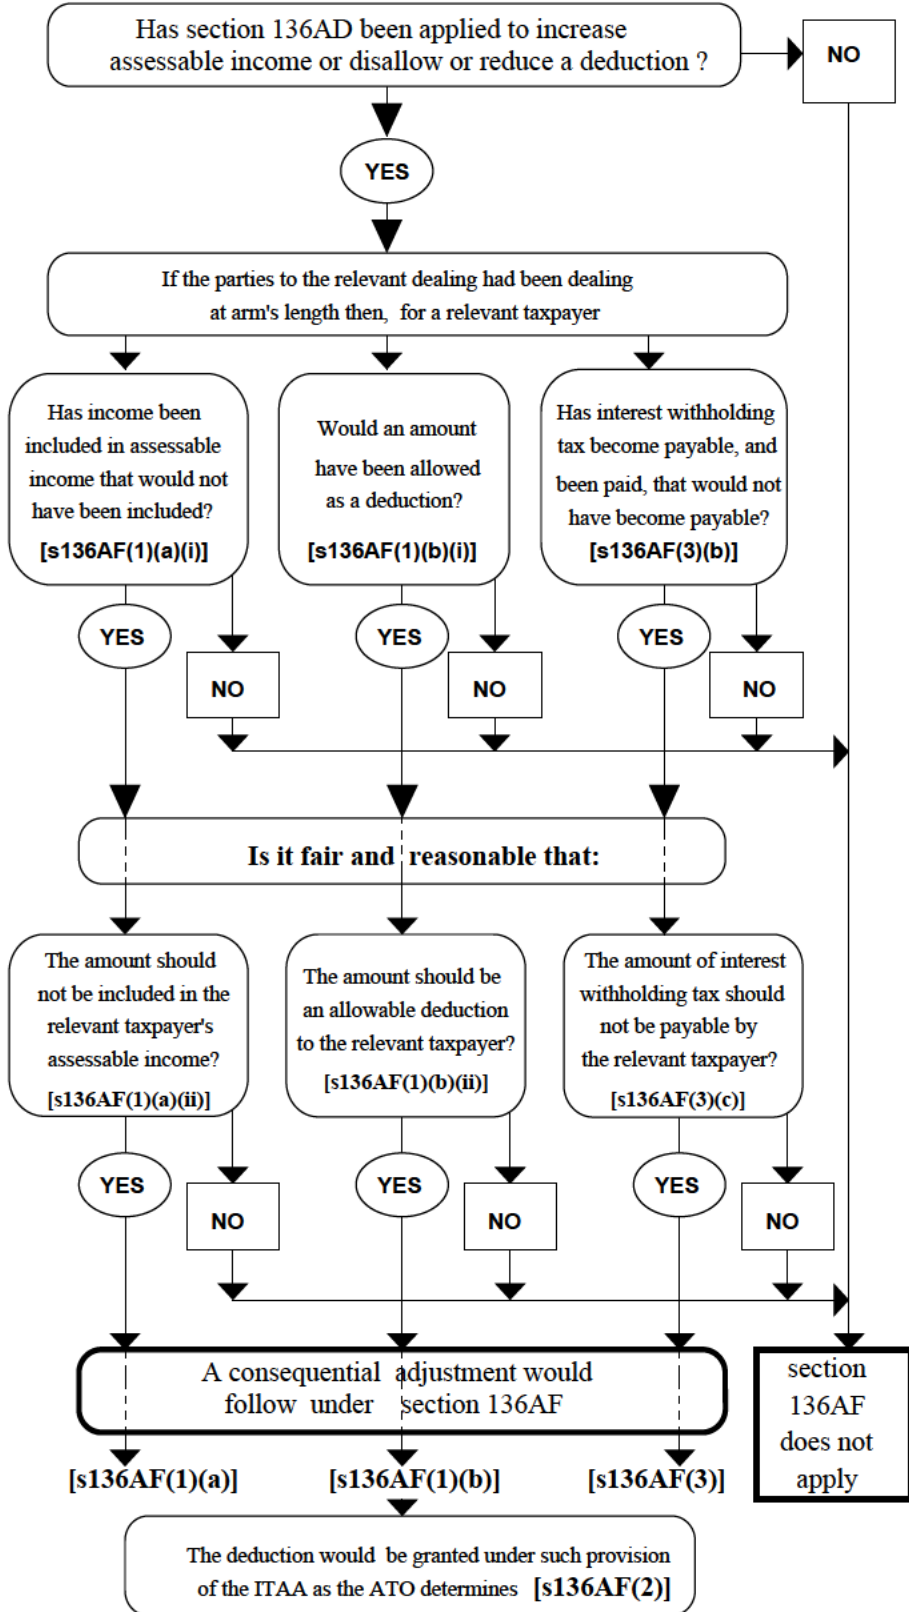 Has section 136AD been applied to increase
assessable income or disallow or reduce a deduction ?
NO
YES
If the parties to the relevant dealing had been dealing
at arm's length then, for a relevant taxpayer
Has income been
included in assessable
income that would not
have been included?
[s136AF(1)(a)(i)]
Would an amount
have been allowed
as a deduction?
[s136AF(1)(b)(i)]
Has interest withholding
tax become payable, and
been paid, that would not
have become payable?
[s136AF(3)(b)]
YES
YES
YES
NO
NO
NO
Is it fair and reasonable that:
The amount should
not be included in the
relevant taxpayer's
assessable income?
[s136AF(1)(a)(ii)]
The amount should be
an allowable deduction
to the relevant taxpayer?
[s136AF(1)(b)(ii)]
The amount of interest
withholding tax should
not be payable by
the relevant taxpayer?
[s136AF(3)(c)]
YES
YES
YES
NO
NO
NO
A consequential adjustment would
follow under section 136AF
section
136AF
does not
apply
[s136AF(1)(a)]
[s136AF(1)(b)]
[s136AF(3)]
The deduction would be granted under such provision
of the ITAA as the ATO determines [s136AF(2)]